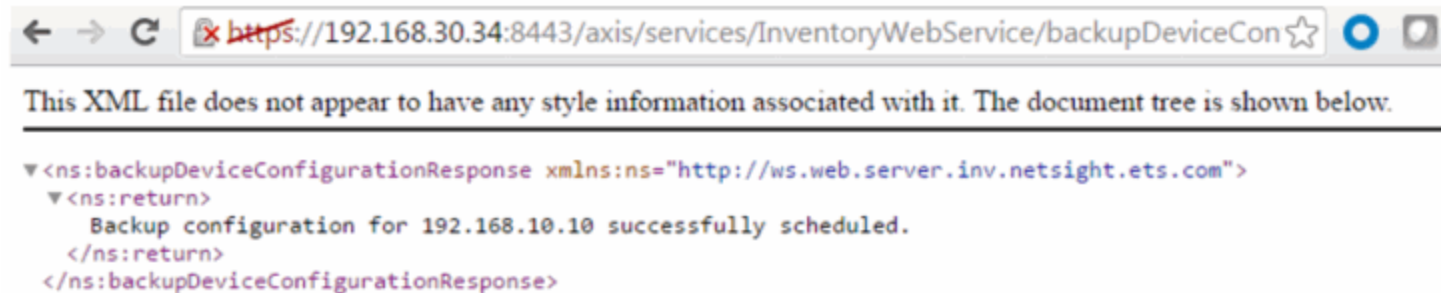 https://192.168.30.34:8443/axis/services/InventoryWebService/backupDeviceCon
This XML file does not appear to have any style information associated with it. The document tree is shown below.
▼<ns:backupDeviceConfigurationResponse xmlns:ns="http://ws.web.server.inv.netsight.ets.com">
▼<ns:return>
Backup configuration for 192.168.10.10 successfully scheduled.
</ns:return>
</ns:backupDeviceConfigurationResponse>